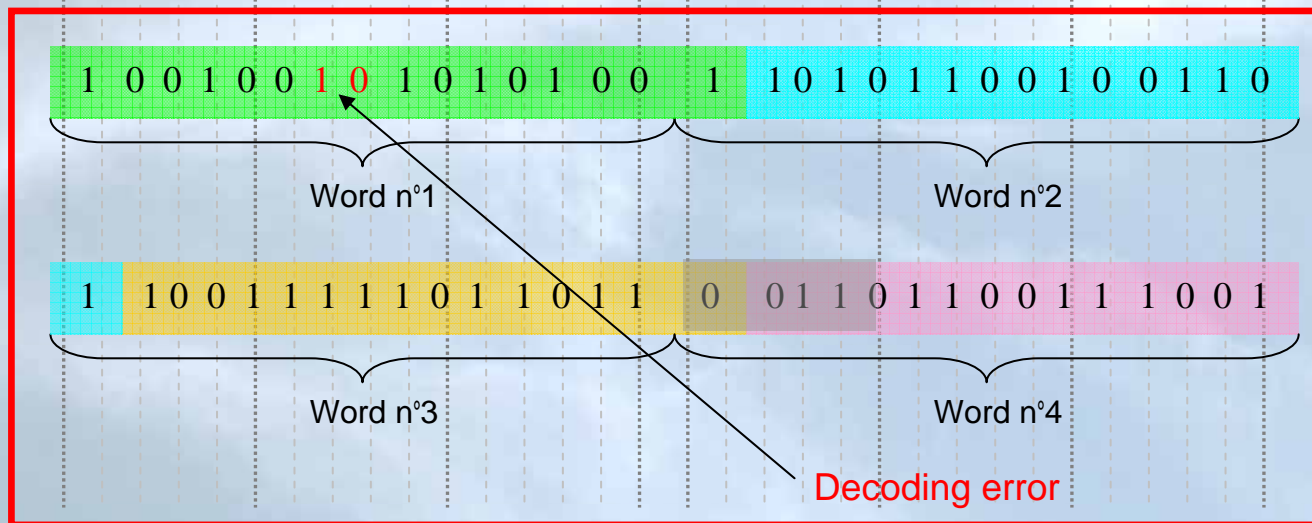 1 0 0 1 0 0 1 0 1 0 1 0 1 0 0 1 1 0 1 0 1 1 0 0 1 0 0 1 1 0
Word n°1 Word n°2
1 1 0 0 1 1 1 1 1 0 1 1 0 1 1 0 0 1 1 0 1 1 0 0 1 1 1 0 0 1
Word n°3 Word n°4
Decoding error